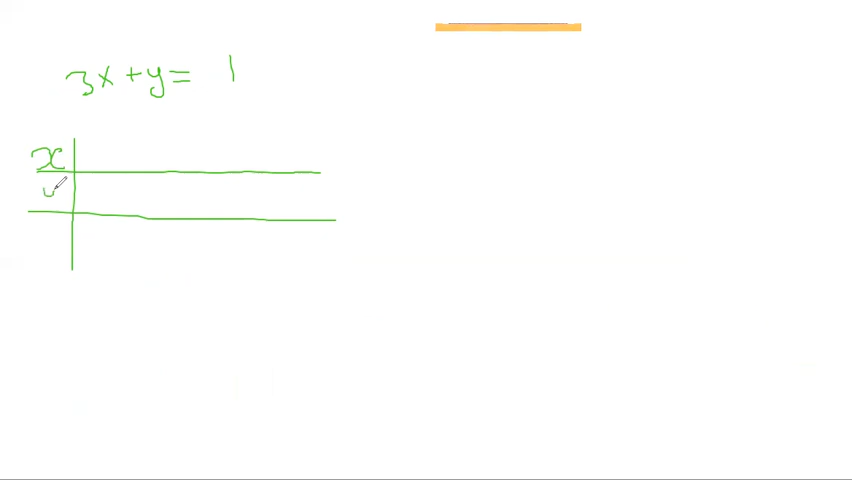 3x + y = 1
x